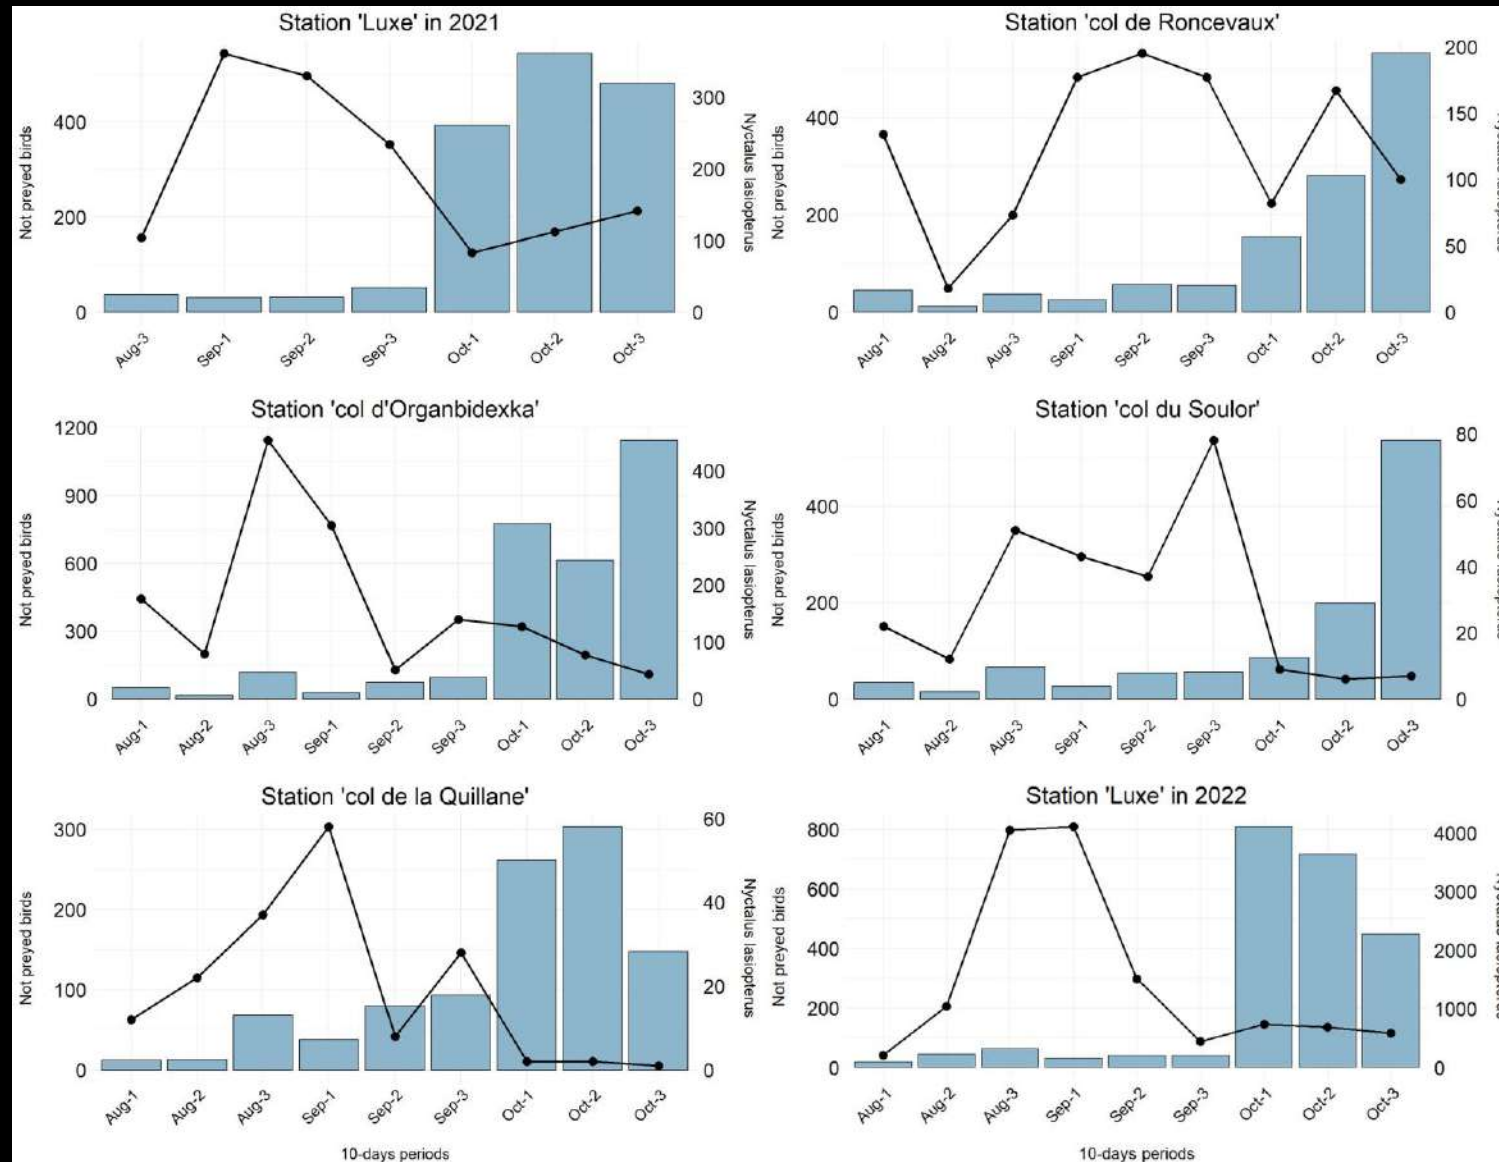 Station 'Luxe' in 2021
Not preyed birds
400
200
0
300
200
100
0
Nyctalus lasiopterus
Aug-3 Sep-1 Sep-2 Sep-3 Oct-1 Oct-2 Oct-3
Station 'col de Roncevaux'
Not preyed birds
400
200
0
200
150
100
50
0
Aug-1 Aug-2 Aug-3 Sep-1 Sep-2 Sep-3 Oct-1 Oct-2 Oct-3
Station 'col d'Organbidexka'
Not preyed birds
1200
900
600
300
0
400
300
200
100
0
Nyctalus lasiopterus
Aug-1 Aug-2 Aug-3 Sep-1 Sep-2 Sep-3 Oct-1 Oct-2 Oct-3
Station 'col du Soulor'
Not preyed birds
400
200
0
80
60
40
20
0
Aug-1 Aug-2 Aug-3 Sep-1 Sep-2 Sep-3 Oct-1 Oct-2 Oct-3
Station 'col de la Quillane'
Not preyed birds
300
200
100
0
60
40
20
0
Nyctalus lasiopterus
Aug-1 Aug-2 Aug-3 Sep-1 Sep-2 Sep-3 Oct-1 Oct-2 Oct-3
10-days periods
Station 'Luxe' in 2022
Not preyed birds
800
600
400
200
0
4000
3000
2000
1000
0
Aug-1 Aug-2 Aug-3 Sep-1 Sep-2 Sep-3 Oct-1 Oct-2 Oct-3
10-days periods